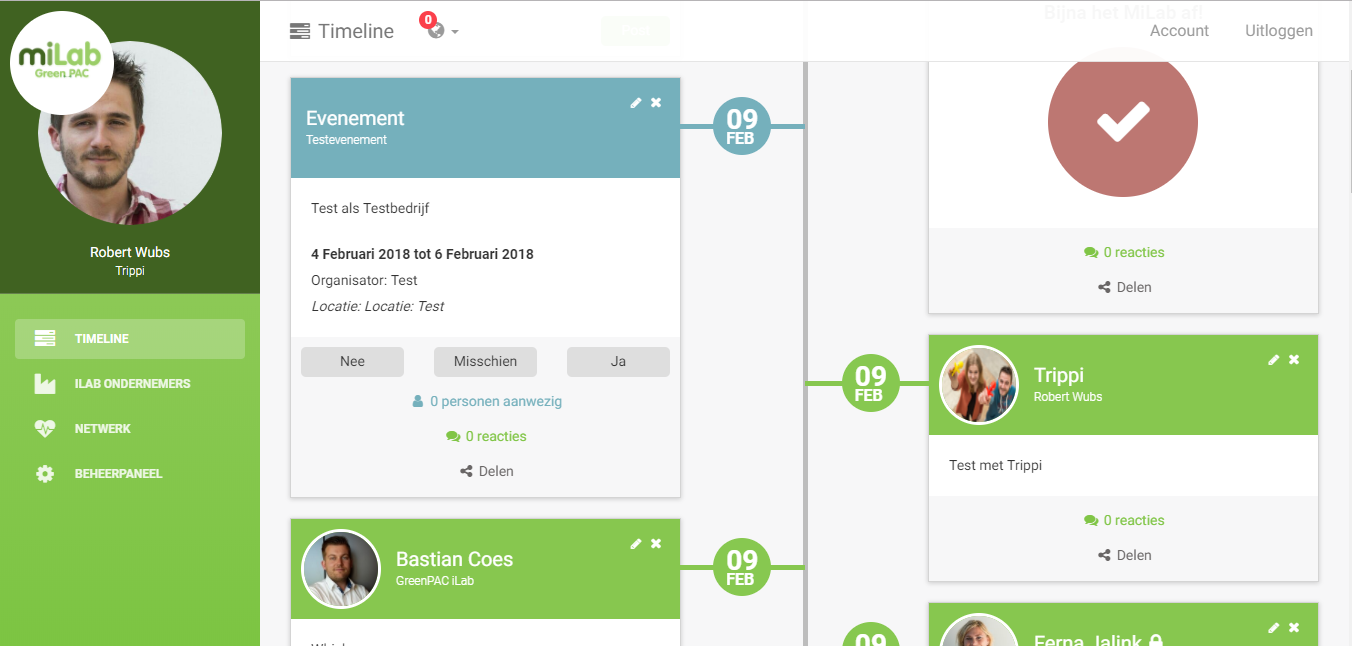 miLab
Green PAC
Robert Wubs
Trippi
TIMELINE
ILAB ONDERNEMERS
NETWERK
BEHEERPANEEL
Timeline
0
Account
Uitloggen
Bijna het MiLab af!
Evenement
Testevenement
09
FEB
Test als Testbedrijf
4 Februari 2018 tot 6 Februari 2018
Organisator: Test
Locatie: Locatie: Test
Nee
Misschien
Ja
0 personen aanwezig
0 reacties
Delen
Bastian Coes
GreenPAC iLab
09
FEB
0 reacties
Delen
09
FEB
Trippi
Robert Wubs
Test met Trippi
0 reacties
Delen
09
Ferna Jalink